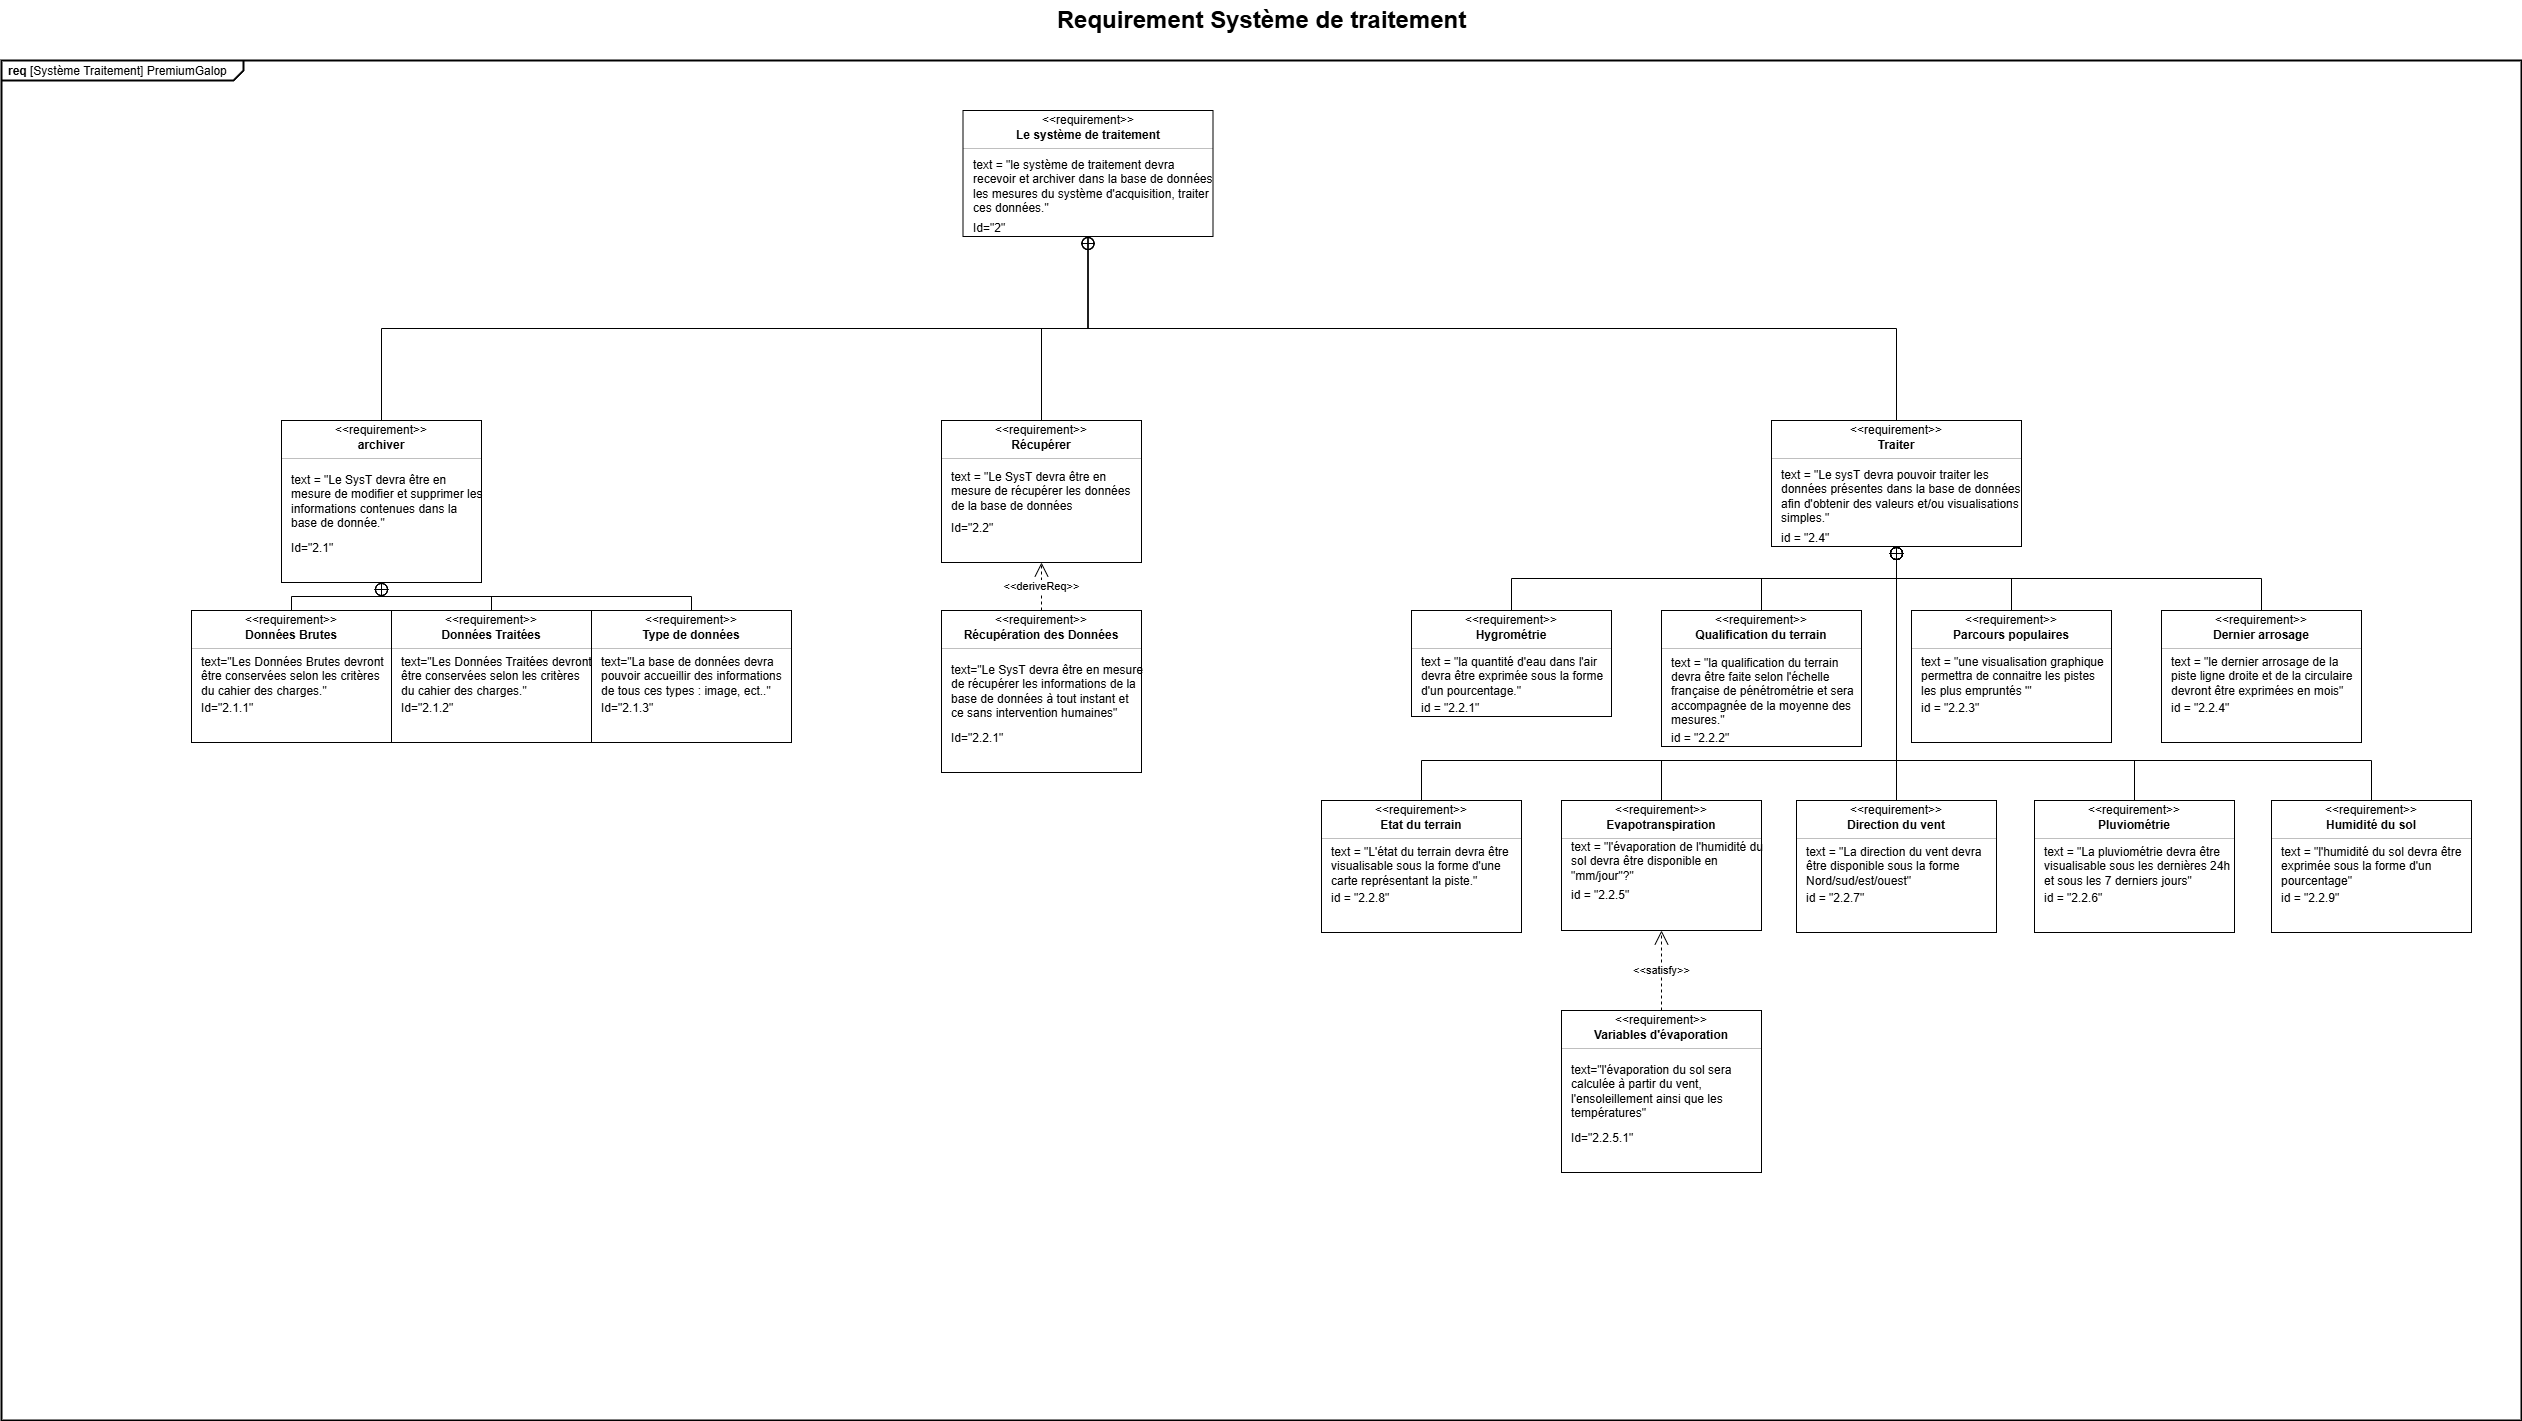 Requirement Système de traitement
req [Système Traitement] PremiumGalop
<<requirement>>
Le système de traitement
text = "le système de traitement devra
recevoir et archiver dans la base de données
les mesures du système d'acquisition, traiter
ces données."
Id="2"
<<requirement>>
archiver
text = "Le SysT devra être en
mesure de modifier et supprimer les
informations contenues dans la
base de donnée."
Id="2.1"
<<requirement>>
Récupérer
text = "Le SysT devra être en
mesure de récupérer les données
de la base de données
Id="2.2"
<<requirement>>
Traiter
text = "Le sysT devra pouvoir traiter les
données présentes dans la base de données
afin d'obtenir des valeurs et/ou visualisations
simples."
id = "2.4"
<<deriveReq>>
<<requirement>>
Données Brutes
text="Les Données Brutes devront
être conservées selon les critères
du cahier des charges."
Id="2.1.1"
<<requirement>>
Données Traitées
text="Les Données Traitées devront
être conservées selon les critères
du cahier des charges."
Id="2.1.2"
<<requirement>>
Type de données
text="La base de données devra
pouvoir accueillir des informations
de tous ces types : image, ect.."
Id="2.1.3"
<<requirement>>
Récupération des Données
text="Le SysT devra être en mesure
de récupérer les informations de la
base de données à tout instant et
ce sans intervention humaines"
Id="2.2.1"
<<requirement>>
Hygrométrie
text = "la quantité d'eau dans l'air
devra être exprimée sous la forme
d'un pourcentage."
id = "2.2.1"
<<requirement>>
Qualification du terrain
text = "la qualification du terrain
devra être faite selon l'échelle
française de pénétrométrie et sera
accompagnée de la moyenne des
mesures."
id = "2.2.2"
<<requirement>>
Parcours populaires
text = "une visualisation graphique
permettra de connaitre les pistes
les plus empruntés '"
id = "2.2.3"
<<requirement>>
Dernier arrosage
text = "le dernier arrosage de la
piste ligne droite et de la circulaire
devront être exprimées en mois"
id = "2.2.4"
<<requirement>>
Etat du terrain
text = "L'état du terrain devra être
visualisable sous la forme d'une
carte représentant la piste."
id = "2.2.8"
<<requirement>>
Evapotranspiration
text = "l'évaporation de l'humidité du
sol devra être disponible en
"mm/jour"?"
id = "2.2.5"
<<requirement>>
Direction du vent
text = "La direction du vent devra
être disponible sous la forme
Nord/sud/est/ouest"
id = "2.2.7"
<<requirement>>
Pluviométrie
text = "La pluviométrie devra être
visualisable sous les dernières 24h
et sous les 7 derniers jours"
id = "2.2.6"
<<requirement>>
Humidité du sol
text = "l'humidité du sol devra être
exprimée sous la forme d'un
pourcentage"
id = "2.2.9"
<<satisfy>>
<<requirement>>
Variables d'évaporation
text="l'évaporation du sol sera
calculée à partir du vent,
l'ensoleillement ainsi que les
températures"
Id="2.2.5.1"